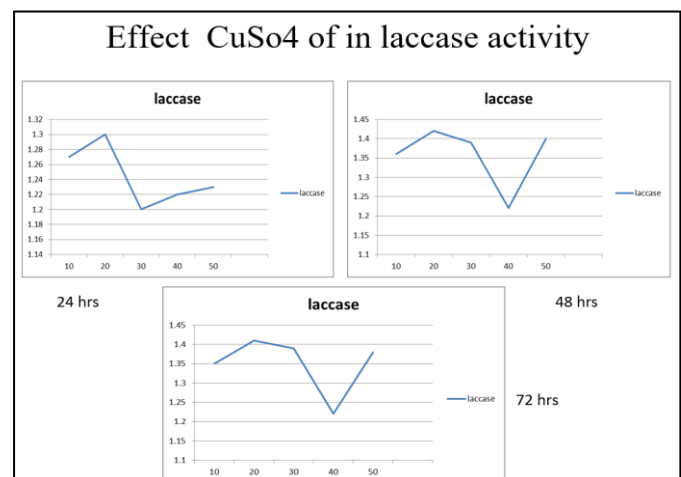 Effect CuSo4 of in laccase activity
laccase
1.32
1.3
1.28
1.26
1.24
1.22
1.2
1.18
1.16
1.14
10 20 30 40 50
laccase
24 hrs
laccase
1.45
1.4
1.35
1.3
1.25
1.2
1.15
1.1
10 20 30 40 50
laccase
48 hrs
laccase
1.45
1.4
1.35
1.3
1.25
1.2
1.15
1.1
10 20 30 40 50
laccase
72 hrs